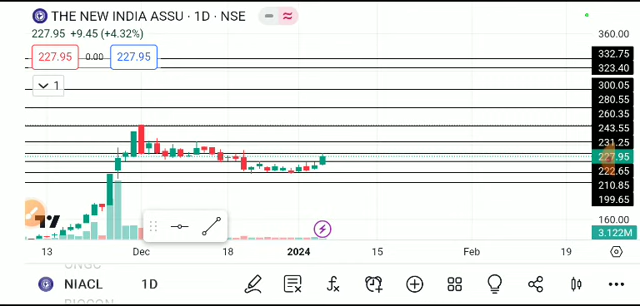 THE NEW INDIA ASSU · 1D · NSE
227.95 +9.45 (+4.32%)
227.95 0.00 227.95
1
360.00
332.75
323.40
300.05
280.55
260.35
243.55
231.25
227.95
222.65
210.85
199.65
160.00
3.122M
13 Dec 18 2024 15 Feb 19
NIACL 1D